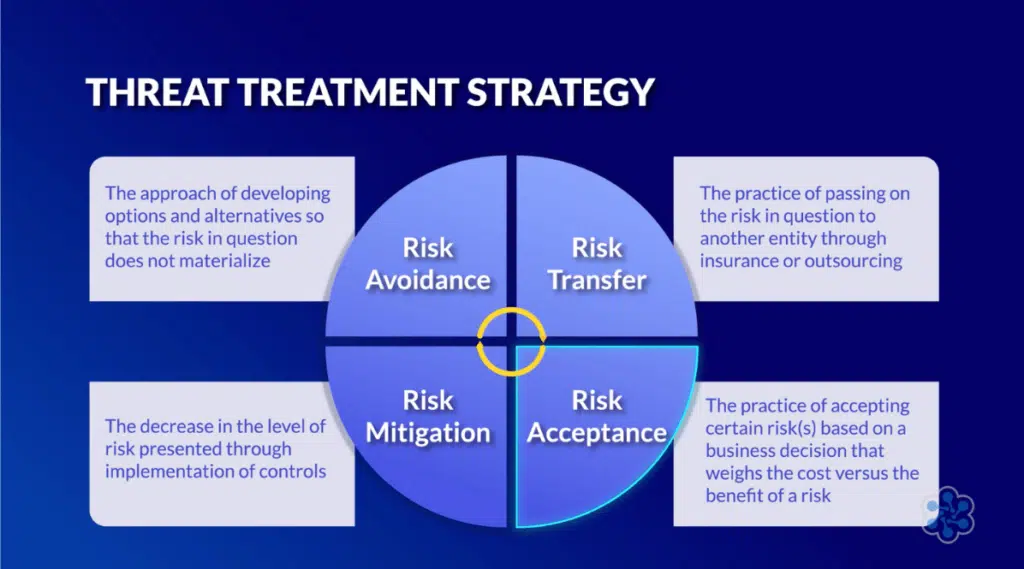 THREAT TREATMENT STRATEGY
The approach of developing
options and alternatives so
that the risk in question
does not materialize
Risk
Avoidance
Risk
Transfer
The practice of passing on
the risk in question to
another entity through
insurance or outsourcing
The decrease in the level of
risk presented through
implementation of controls
Risk
Mitigation
Risk
Acceptance
The practice of accepting
certain risk(s) based on a
business decision that
weighs the cost versus the
benefit of a risk